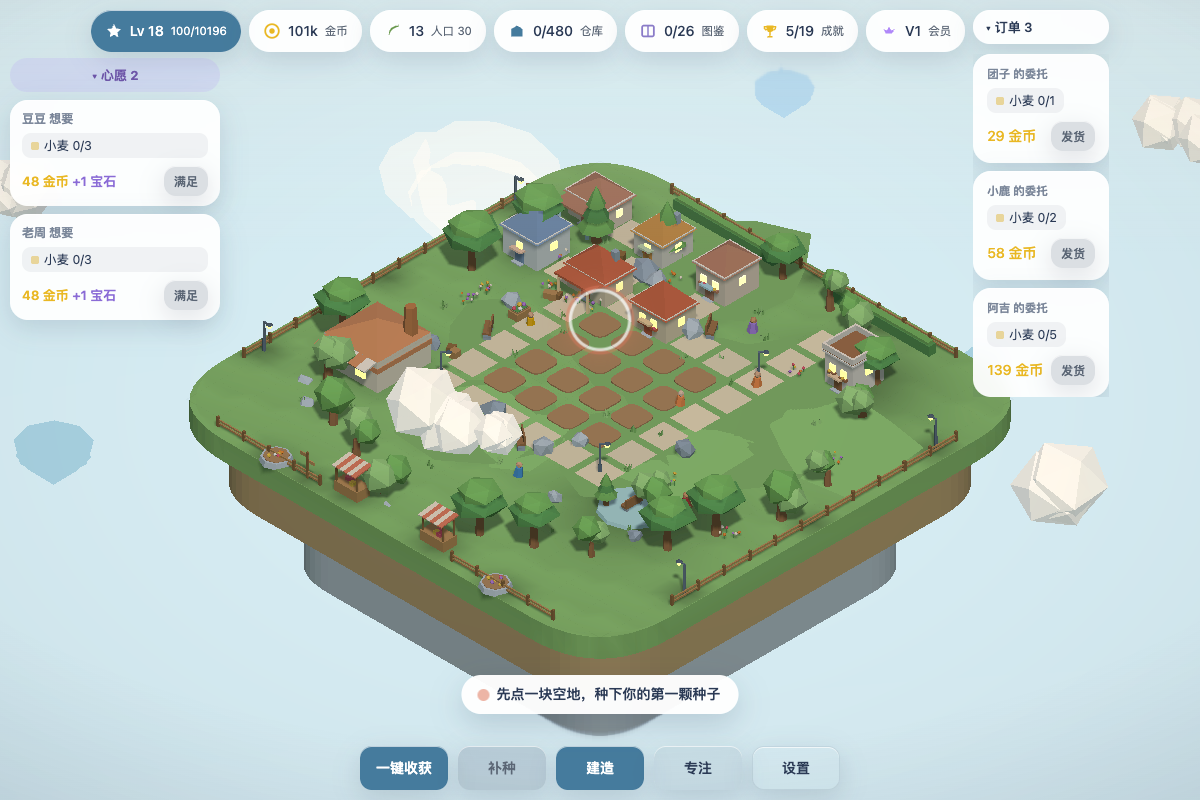 Lv 18 100/10196
101k 金币
13 人口 30
0/480 仓库
0/26 图鉴
5/19 成就
V1 会员
▾ 心愿 2
豆豆 想要
小麦 0/3
48 金币 +1 宝石
满足
老周 想要
小麦 0/3
48 金币 +1 宝石
满足
▾ 订单 3
团子 的委托
小麦 0/1
29 金币
发货
小鹿 的委托
小麦 0/2
58 金币
发货
阿吉 的委托
小麦 0/5
139 金币
发货
先点一块空地，种下你的第一颗种子
一键收获
补种
建造
专注
设置